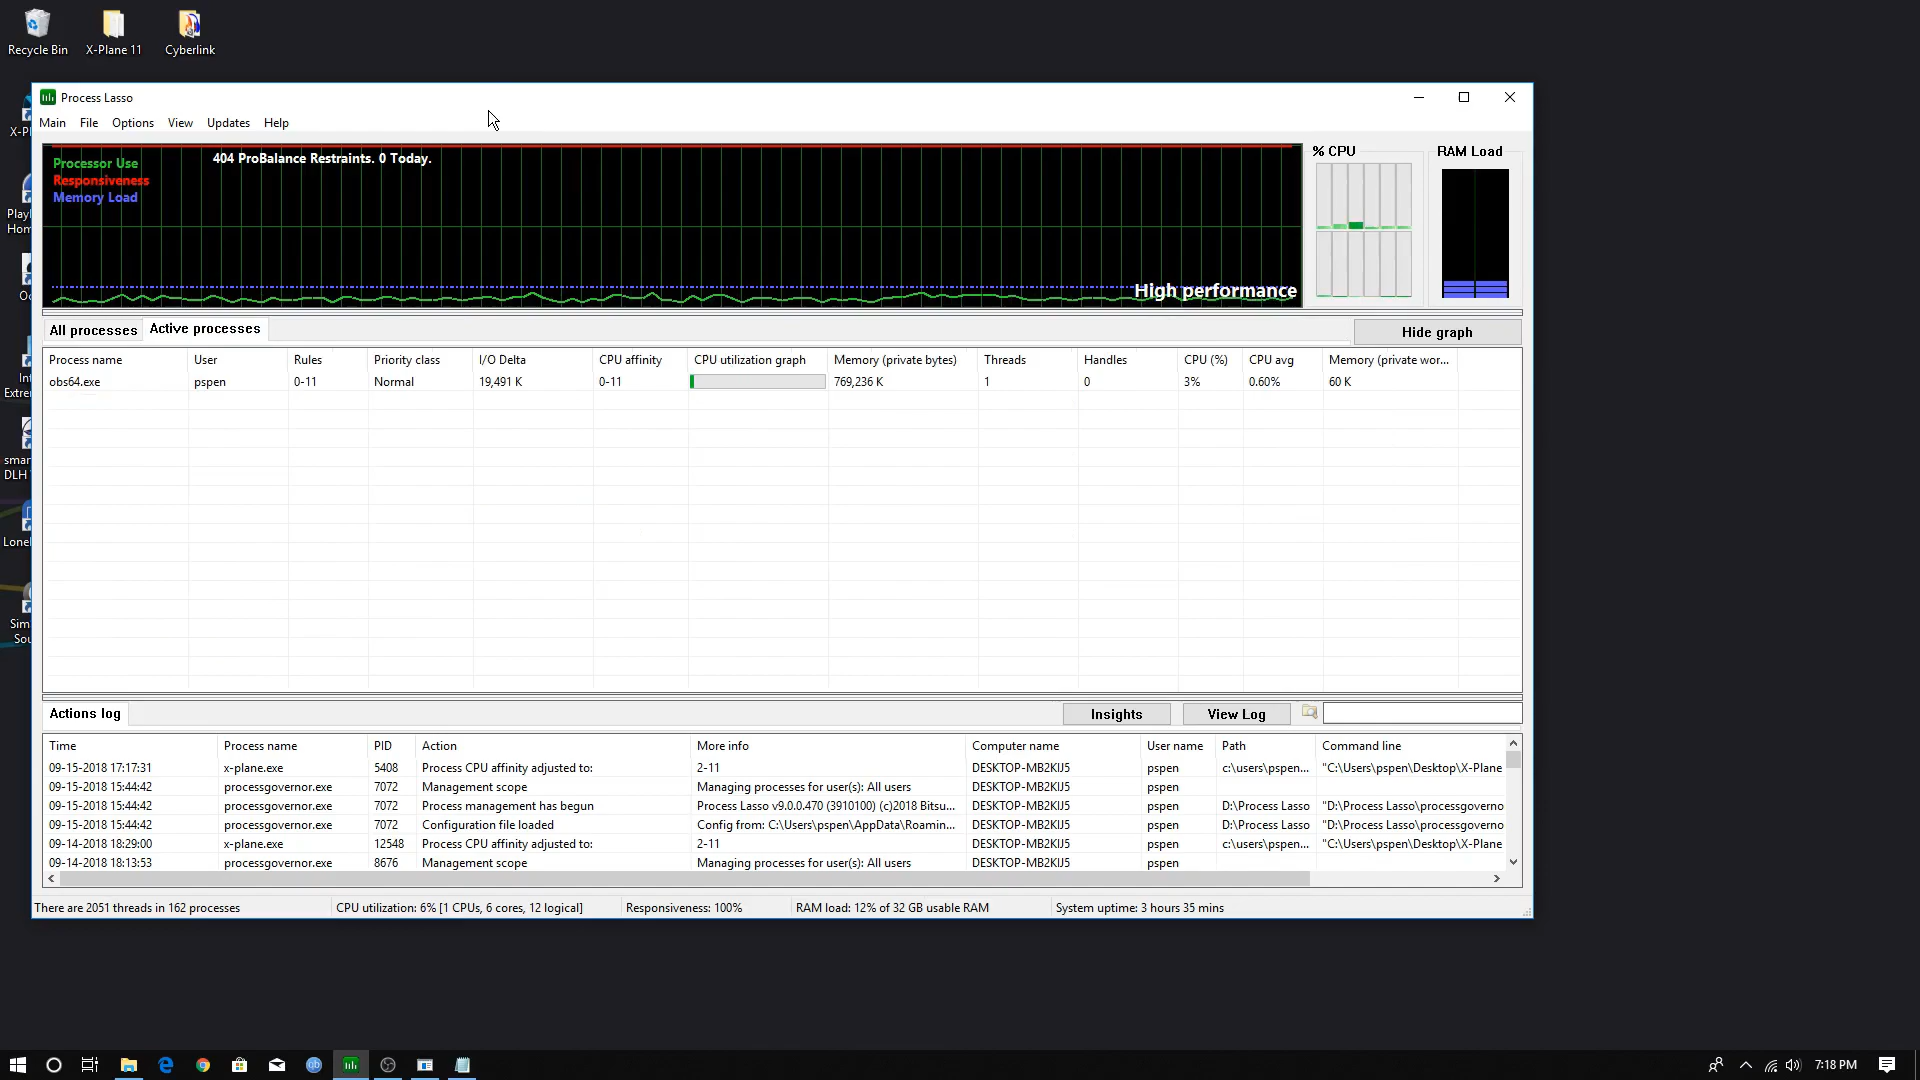 Recycle Bin
X-Plane 11
Cyberlink
Process Lasso
Main File Options View Updates Help
Processor Use
Responsiveness
Memory Load
404 ProBalance Restraints. 0 Today.
High performance
% CPU
RAM Load
All processes
Active processes
Hide graph
Process name User Rules Priority class I/O Delta CPU affinity CPU utilization graph Memory (private bytes) Threads Handles CPU (%) CPU avg Memory (private wor...
obs64.exe pspen 0-11 Normal 19,491 K 0-11 769,236 K 1 0 3% 0.60% 60 K
Actions log
Insights
View Log
Time Process name PID Action More info Computer name User name Path Command line
09-15-2018 17:17:31 x-plane.exe 5408 Process CPU affinity adjusted to: 2-11 DESKTOP-MB2KIJ5 pspen c:\users\pspen... "C:\Users\pspen\Desktop\X-Plane
09-15-2018 15:44:42 processgovernor.exe 7072 Management scope Managing processes for user(s): All users DESKTOP-MB2KIJ5 pspen
09-15-2018 15:44:42 processgovernor.exe 7072 Process management has begun Process Lasso v9.0.0.470 (3910100) (c)2018 Bitsu... DESKTOP-MB2KIJ5 pspen D:\Process Lasso "D:\Process Lasso\processgoverno
09-15-2018 15:44:42 processgovernor.exe 7072 Configuration file loaded Config from: C:\Users\pspen\AppData\Roamin... DESKTOP-MB2KIJ5 pspen D:\Process Lasso "D:\Process Lasso\processgoverno
09-14-2018 18:29:00 x-plane.exe 12548 Process CPU affinity adjusted to: 2-11 DESKTOP-MB2KIJ5 pspen c:\users\pspen... "C:\Users\pspen\Desktop\X-Plane
09-14-2018 18:13:53 processgovernor.exe 8676 Management scope Managing processes for user(s): All users DESKTOP-MB2KIJ5 pspen
There are 2051 threads in 162 processes CPU utilization: 6% [1 CPUs, 6 cores, 12 logical] Responsiveness: 100% RAM load: 12% of 32 GB usable RAM System uptime: 3 hours 35 mins
X-Pl
Playl
Hom
Oc
Int
Extrem
smar
DLH
Lonel
Sim
Sou
7:18 PM